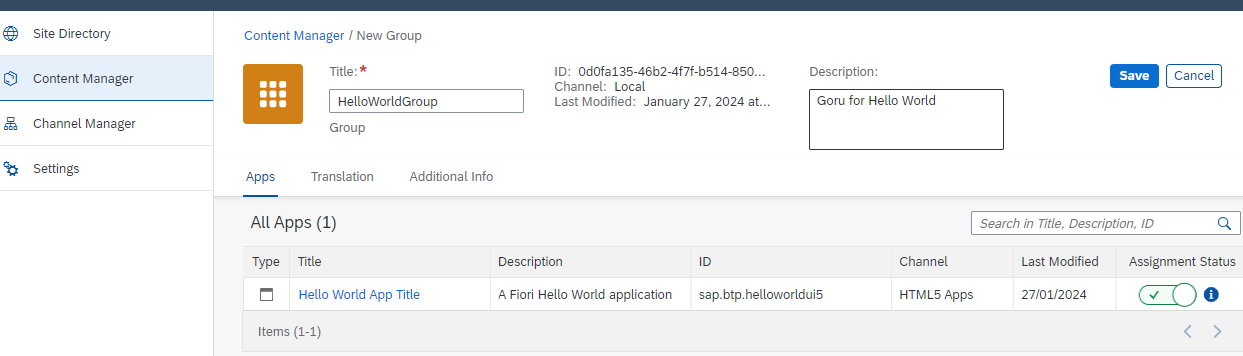 Site Directory
Content Manager
Channel Manager
Settings
Content Manager / New Group
Title:*
HelloWorldGroup
Group
ID: 0d0fa135-46b2-4f7f-b514-850...
Channel: Local
Last Modified: January 27, 2024 at...
Description:
Goru for Hello World
Save
Cancel
Apps Translation Additional Info
All Apps (1)
Search in Title, Description, ID
Type Title Description ID Channel Last Modified Assignment Status
Hello World App Title A Fiori Hello World application sap.btp.helloworldui5 HTML5 Apps 27/01/2024
Items (1-1)